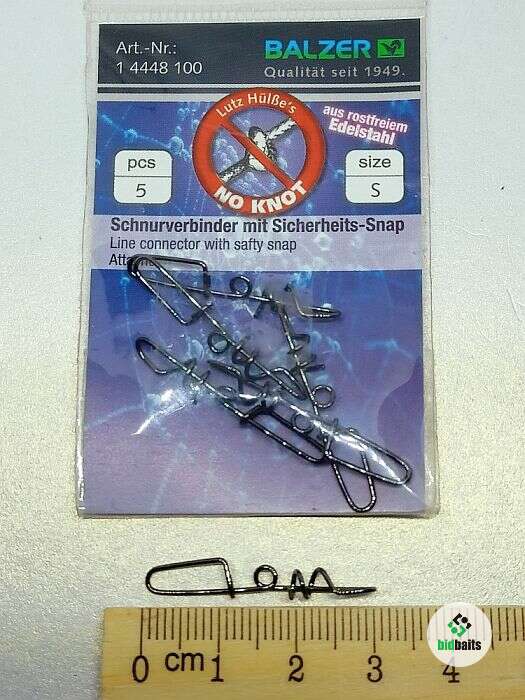 Art.-Nr.:
1 4448 100
BALZER
Qualität seit 1949.
Lutz Hülße's
NO KNOT
aus rostfreiem
Edelstahl
pcs
5
size
S
Schnurverbinder mit Sicherheits-Snap
Line connector with safty snap
bidbaits
0 cm 1 2 3 4